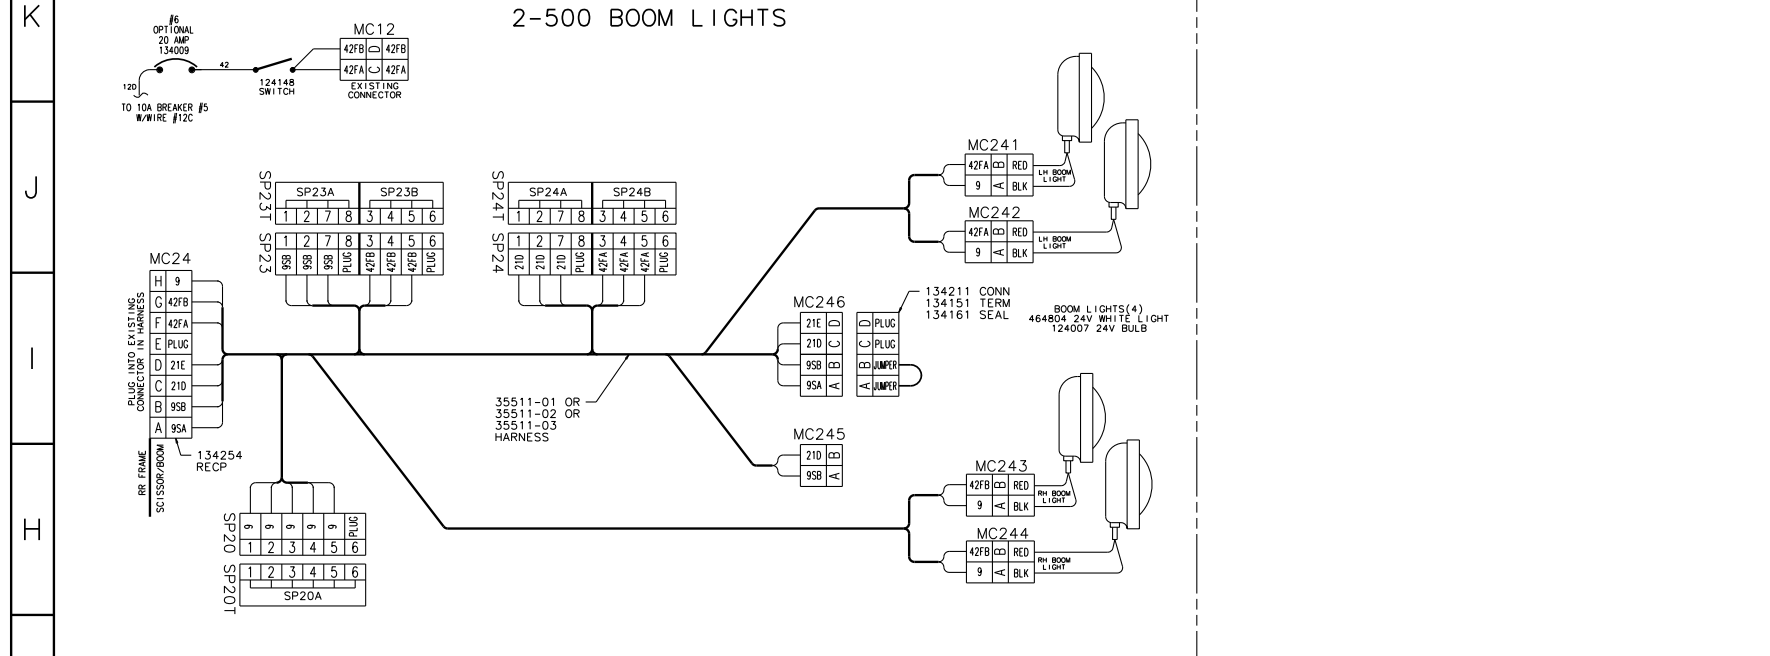 K
2-500 BOOM LIGHTS
#6
OPTIONAL
20 AMP
134009
12D
42
124148
SWITCH
TO 10A BREAKER #5
W/WIRE #12C
MC12
42FB D 42FB
42FA C 42FA
EXISTING
CONNECTOR
J
SP23T
SP23A SP23B
1 2 7 8 3 4 5 6
SP23
1 2 7 8 3 4 5 6
9SB 9SB 9SB PLUG 42FB 42FB 42FB PLUG
SP24T
SP24A SP24B
1 2 7 8 3 4 5 6
SP24
1 2 7 8 3 4 5 6
21D 21D 21D PLUG 42FA 42FA 42FA PLUG
MC241
42FA B RED
9 A BLK
LH BOOM
LIGHT
MC242
42FA B RED
9 A BLK
LH BOOM
LIGHT
I
MC24
H 9
G 42FB
F 42FA
E PLUG
D 21E
C 21D
B 9SB
A 9SA
PLUG INTO EXISTING
CONNECTOR IN HARNESS
134254
RECP
RR FRAME
SCISSOR/BOOM
MC246
21E D
21D C
9SB B
9SA A
D PLUG
C PLUG
B JUMPER
A JUMPER
134211 CONN
134151 TERM
134161 SEAL
BOOM LIGHTS(4)
464804 24V WHITE LIGHT
124007 24V BULB
35511-01 OR
35511-02 OR
35511-03
HARNESS
MC245
21D B
9SB A
H
SP20
9 9 9 9 9 PLUG
1 2 3 4 5 6
SP20T
1 2 3 4 5 6
SP20A
MC243
42FB B RED
9 A BLK
RH BOOM
LIGHT
MC244
42FB B RED
9 A BLK
RH BOOM
LIGHT